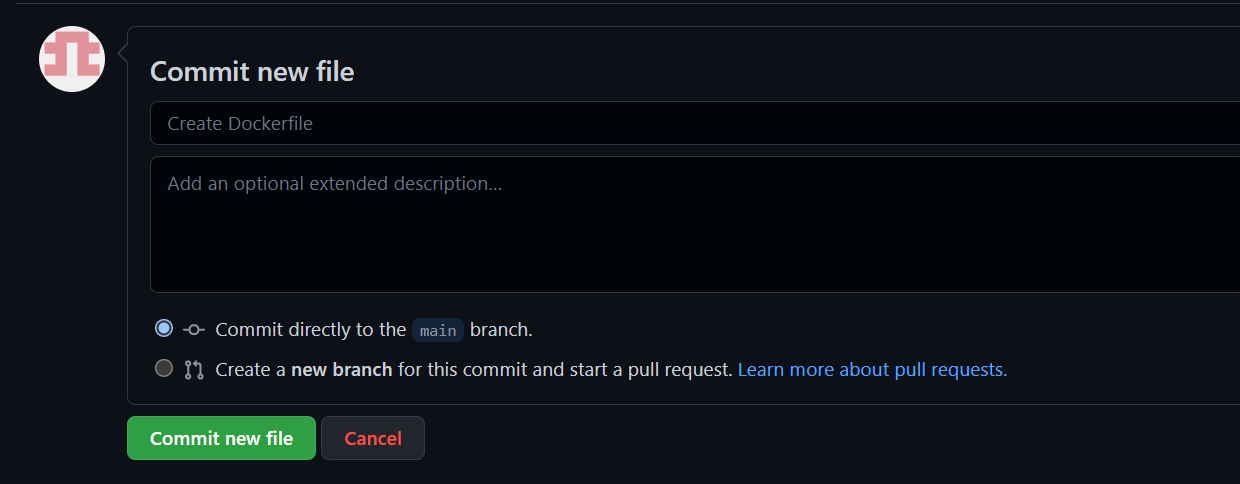 Commit new file
Create Dockerfile
Add an optional extended description...
Commit directly to the main branch.
Create a new branch for this commit and start a pull request. Learn more about pull requests.
Commit new file Cancel